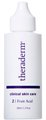 theraderm®
clinical skin care
2 | Fruit Acid